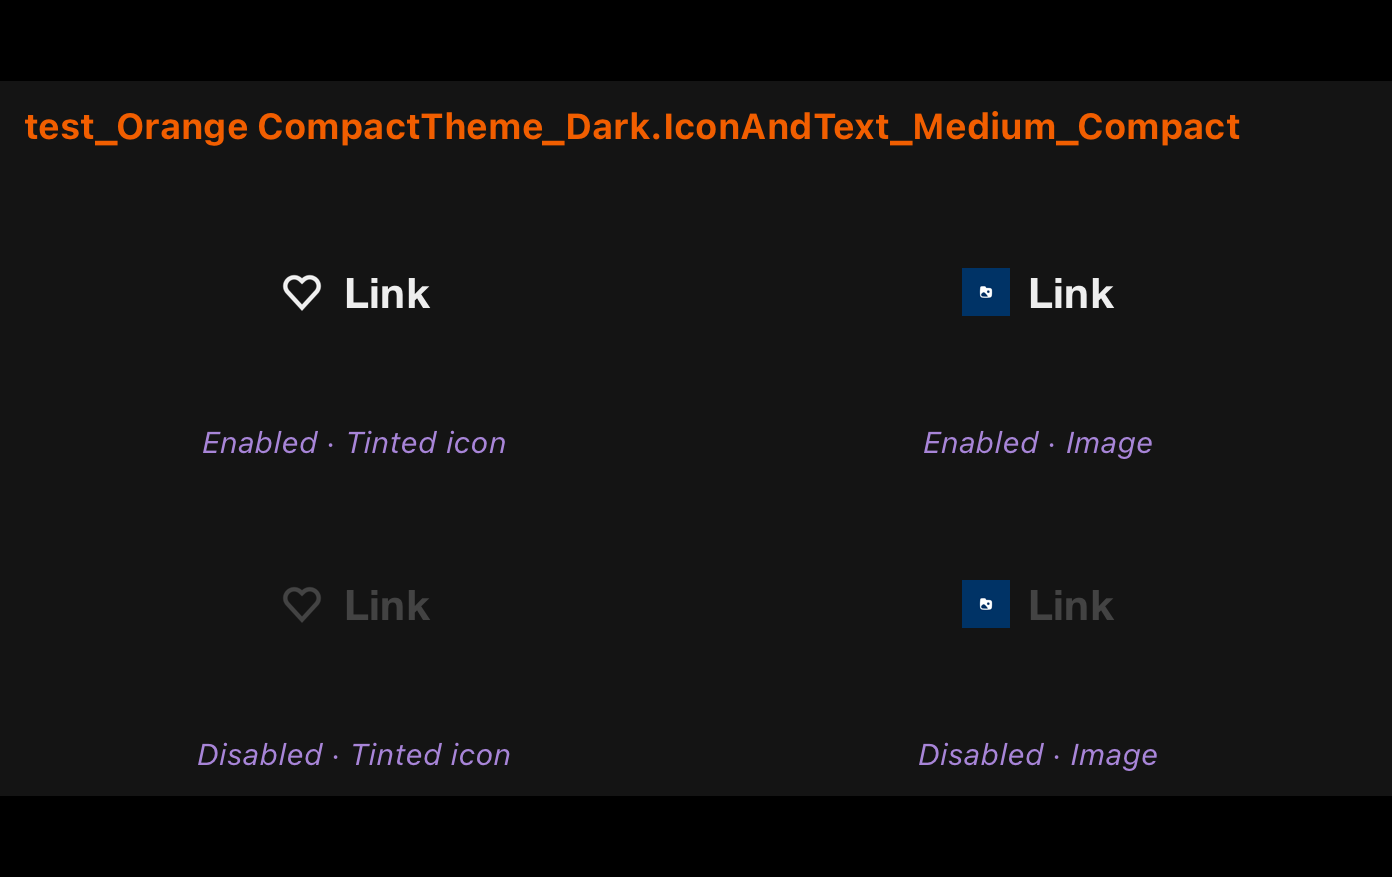 test_Orange CompactTheme_Dark.IconAndText_Medium_Compact
Link
Link
Enabled · Tinted icon
Enabled · Image
Link
Link
Disabled · Tinted icon
Disabled · Image